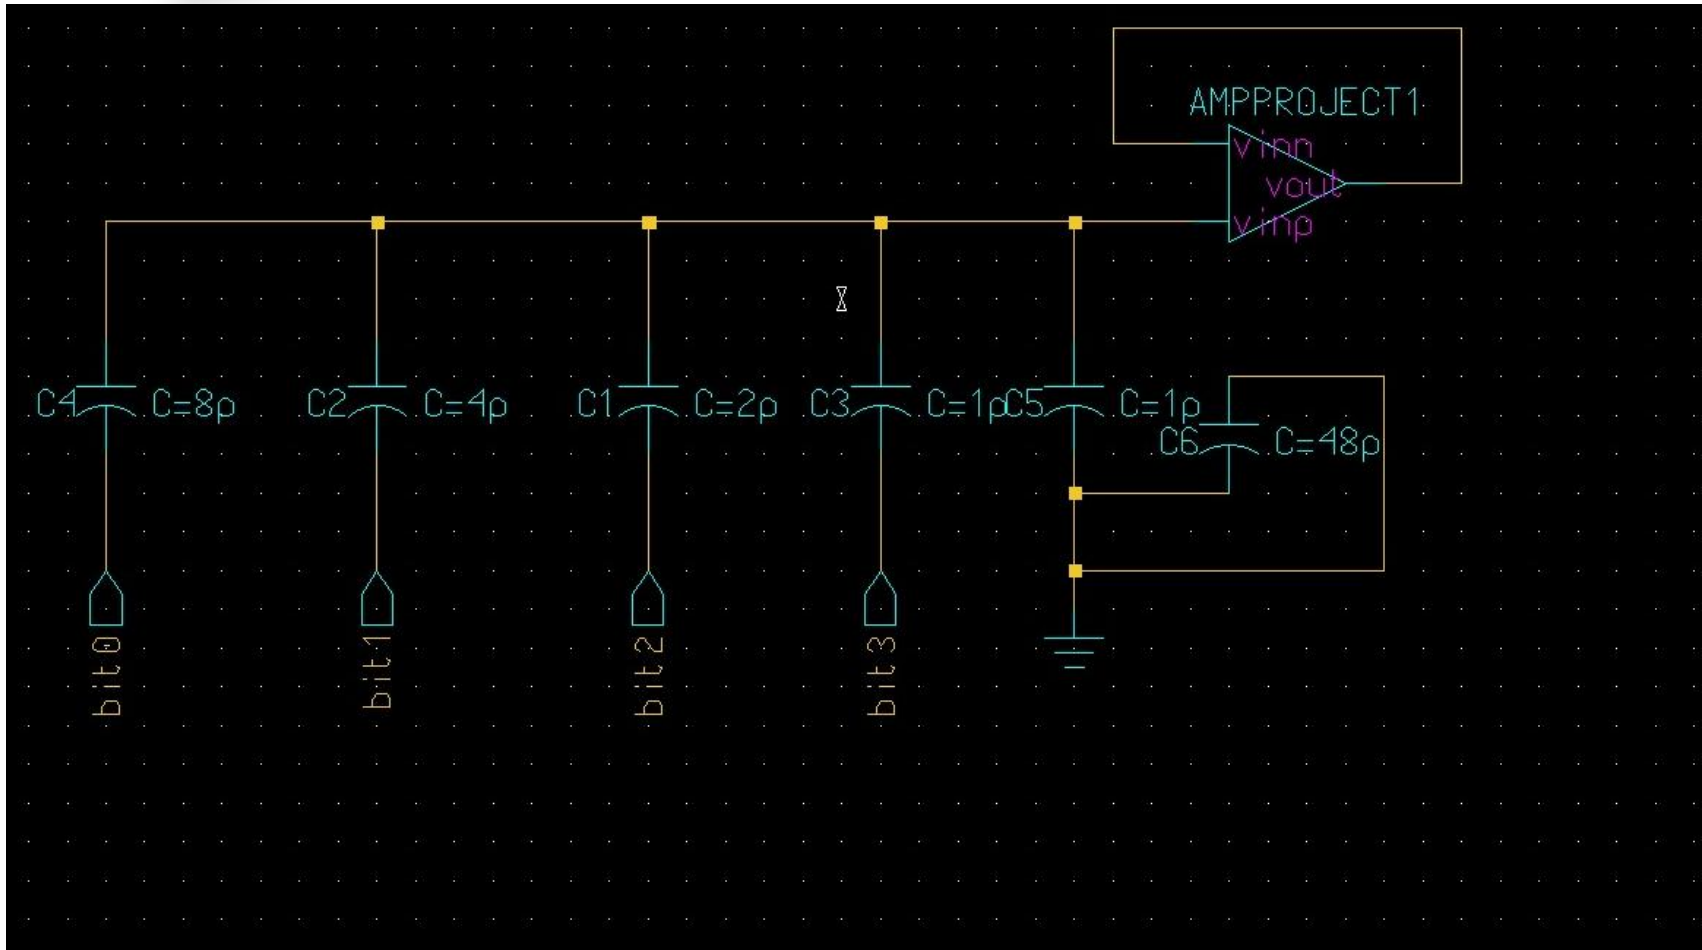 AMPPROJECT1
vinn
vout
vinp
C4 C=8p
C2 C=4p
C1 C=2p
C3 C=1p
C5 C=1p
C6 C=48p
bit0
bit1
bit2
bit3